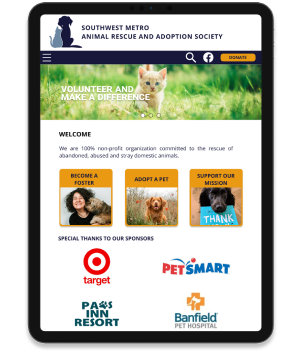 SOUTHWEST METRO
ANIMAL RESCUE AND ADOPTION SOCIETY
DONATE
VOLUNTEER AND
MAKE A DIFFERENCE
WELCOME
We are 100% non-profit organization committed to the rescue of
abandoned, abused and stray domestic animals.
BECOME A
FOSTER
ADOPT A PET
SUPPORT OUR
MISSION
THANK
SPECIAL THANKS TO OUR SPONSORS
target
PETSMART
PAWS
INN
RESORT
Banfield
PET HOSPITAL